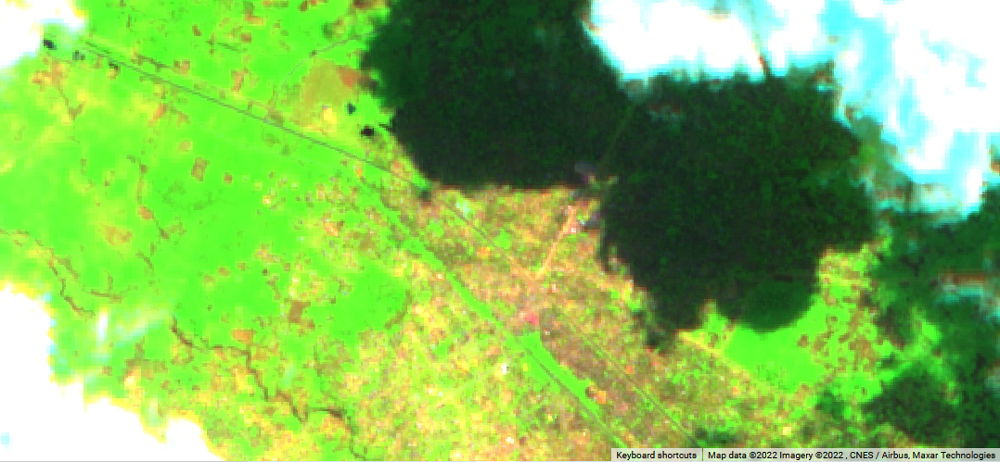 Keyboard shortcuts Map data ©2022 Imagery ©2022 , CNES / Airbus, Maxar Technologies